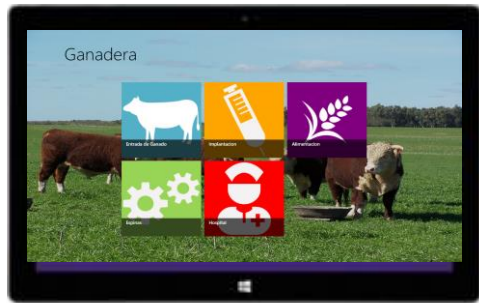 Ganadera
Entrada de Ganado
Implantacion
Alimentacion
Hospital